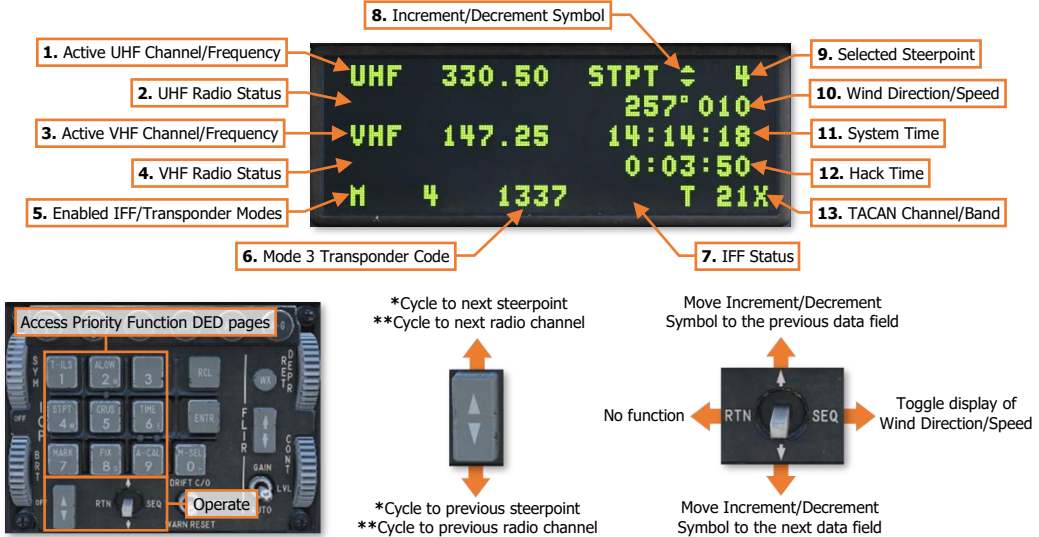 8. Increment/Decrement Symbol
1. Active UHF Channel/Frequency
2. UHF Radio Status
3. Active VHF Channel/Frequency
4. VHF Radio Status
5. Enabled IFF/Transponder Modes
UHF 330.50 STPT 4
257° 010
VHF 147.25 14:14:18
0:03:50
M 4 1337 T 21X
9. Selected Steerpoint
10. Wind Direction/Speed
11. System Time
12. Hack Time
13. TACAN Channel/Band
6. Mode 3 Transponder Code
7. IFF Status
Access Priority Function DED pages
G
SYM
RET
DEPR
T-ILS ALOW
1 2 N 3 RCL
WX
OFF
ICP
STPT CRUS TIME
4 W 5 6 E ENTR
FLIR
BRT
CONT
MARK FIX A-CAL M-SEL
7 8 S 9 0
GAIN
LVL
AUTO
OFF
RTN SEQ
DRIFT C/O
Operate
WARN RESET
*Cycle to next steerpoint
**Cycle to next radio channel
*Cycle to previous steerpoint
**Cycle to previous radio channel
Move Increment/Decrement
Symbol to the previous data field
No function
RTN SEQ
Toggle display of
Wind Direction/Speed
Move Increment/Decrement
Symbol to the next data field